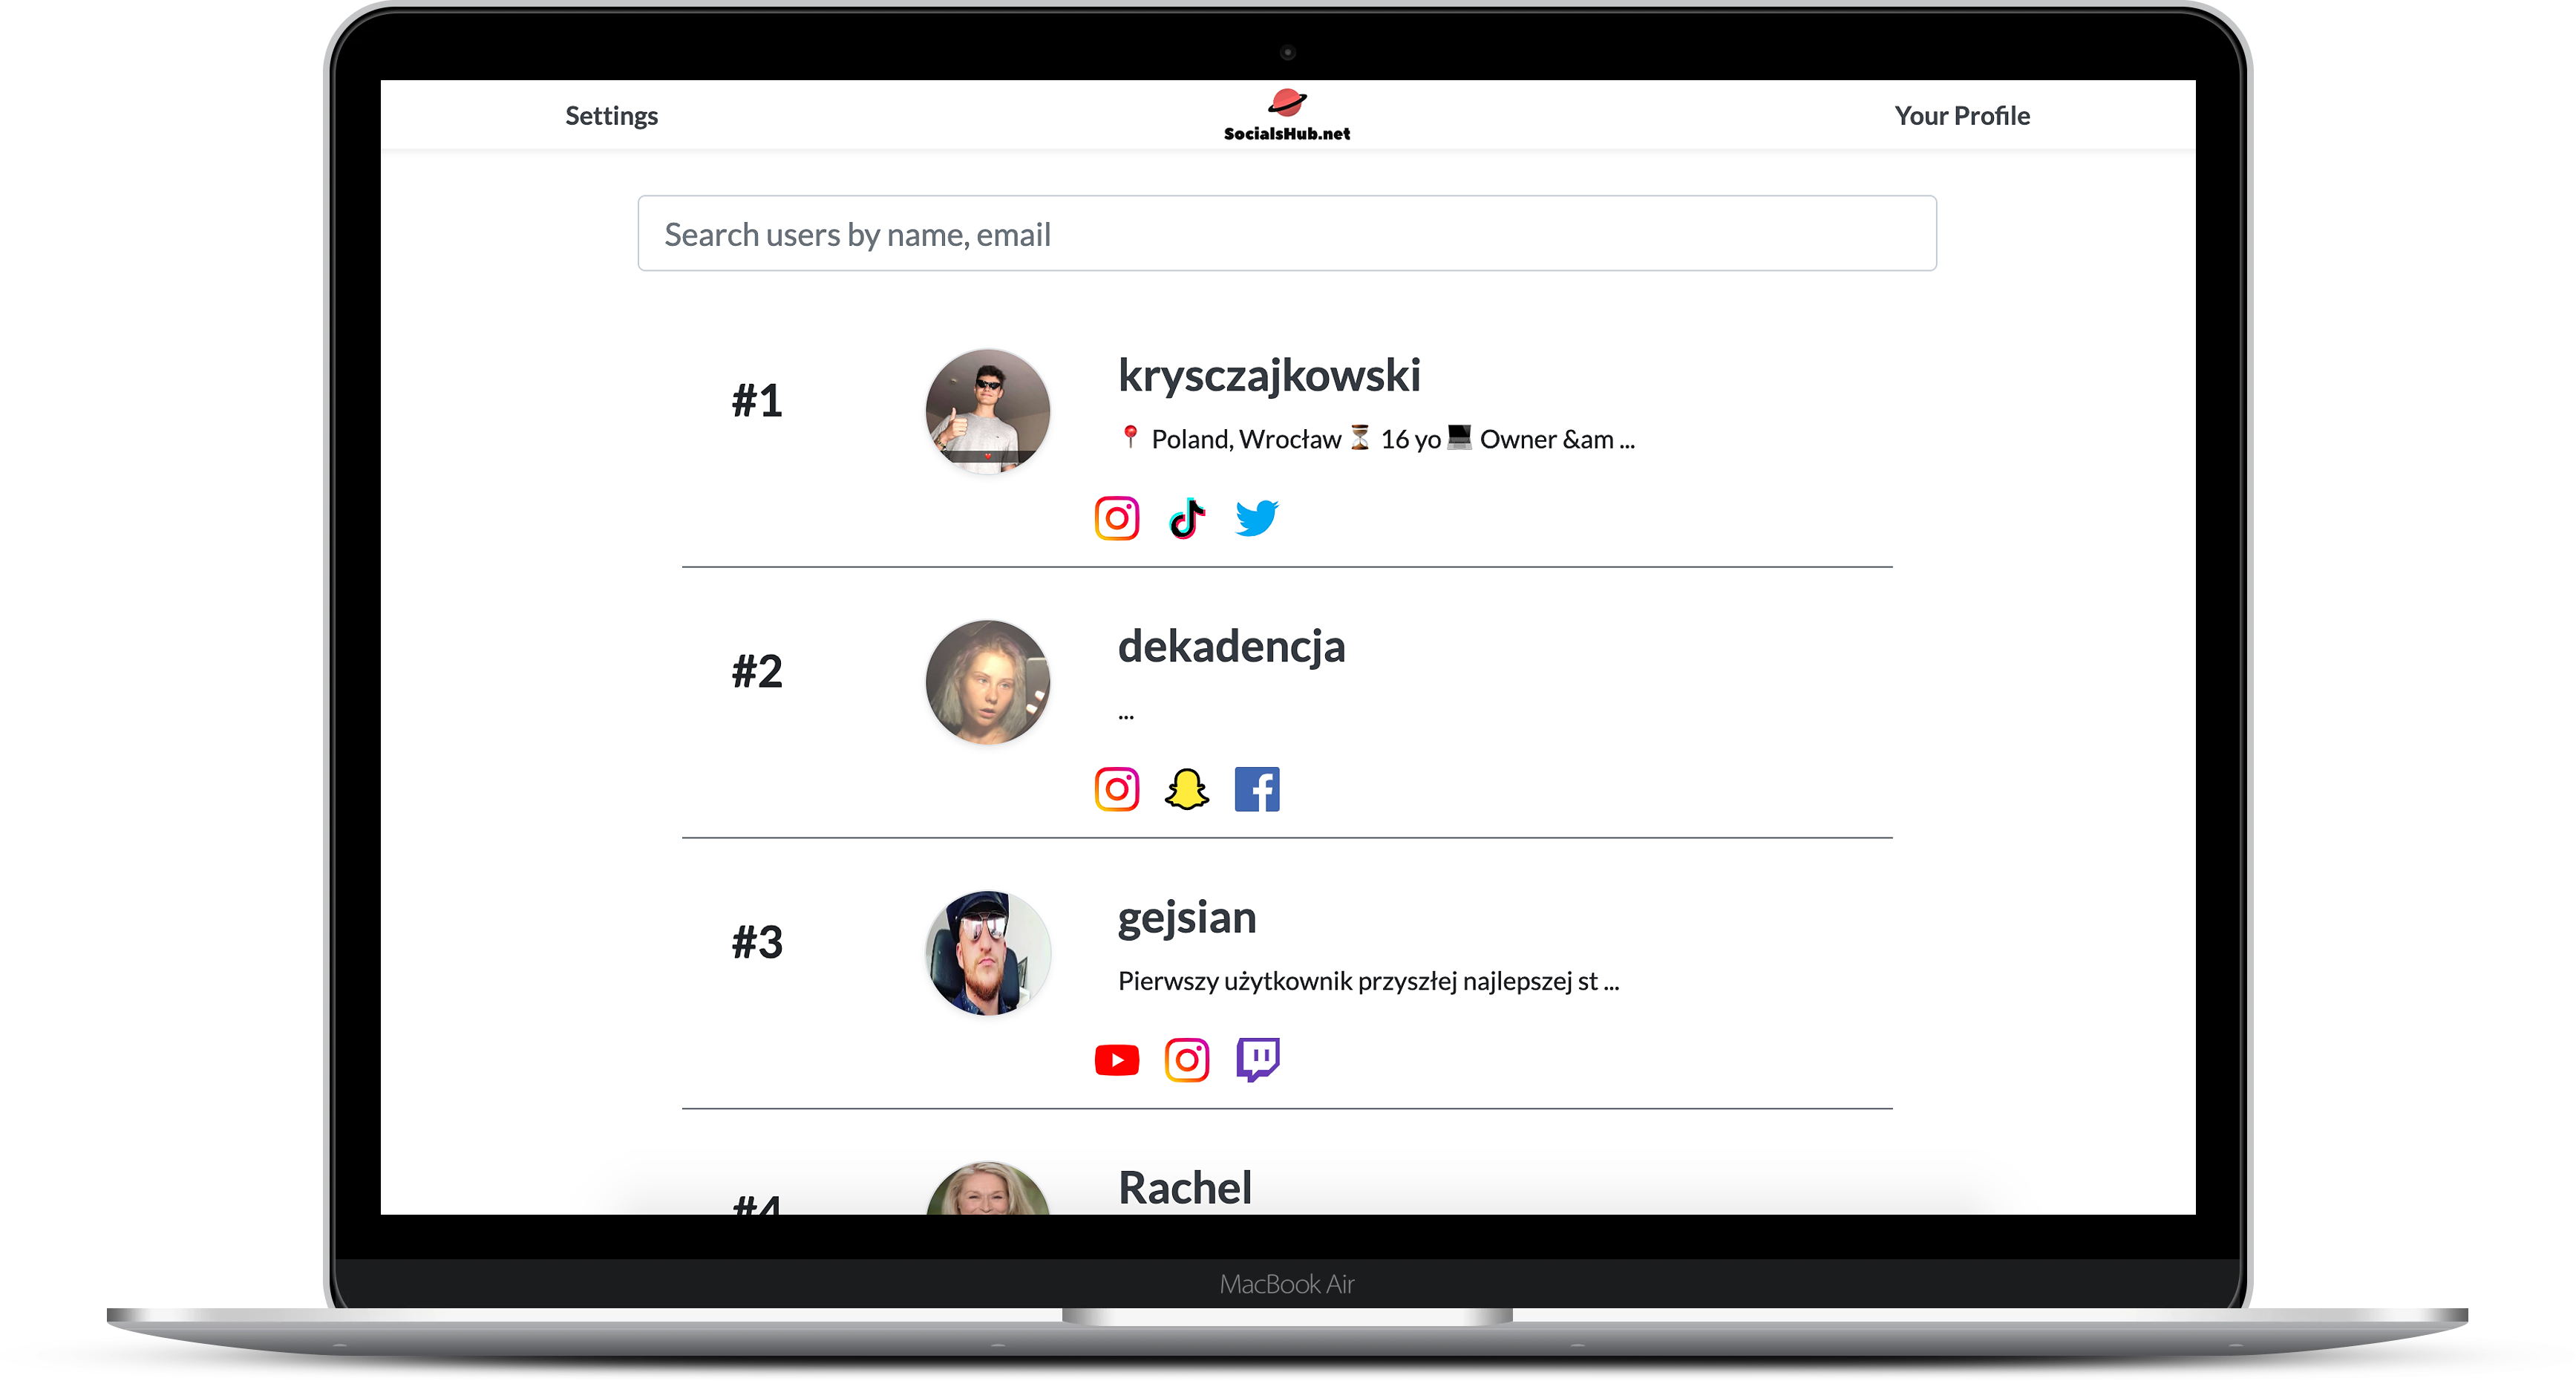 Settings
SocialsHub.net
Your Profile
Search users by name, email
#1
krysczajkowski
📍 Poland, Wrocław ⏳ 16 yo 💻 Owner &am ...
#2
dekadencja
...
#3
gejsian
Pierwszy użytkownik przyszłej najlepszej st ...
#4
Rachel
MacBook Air